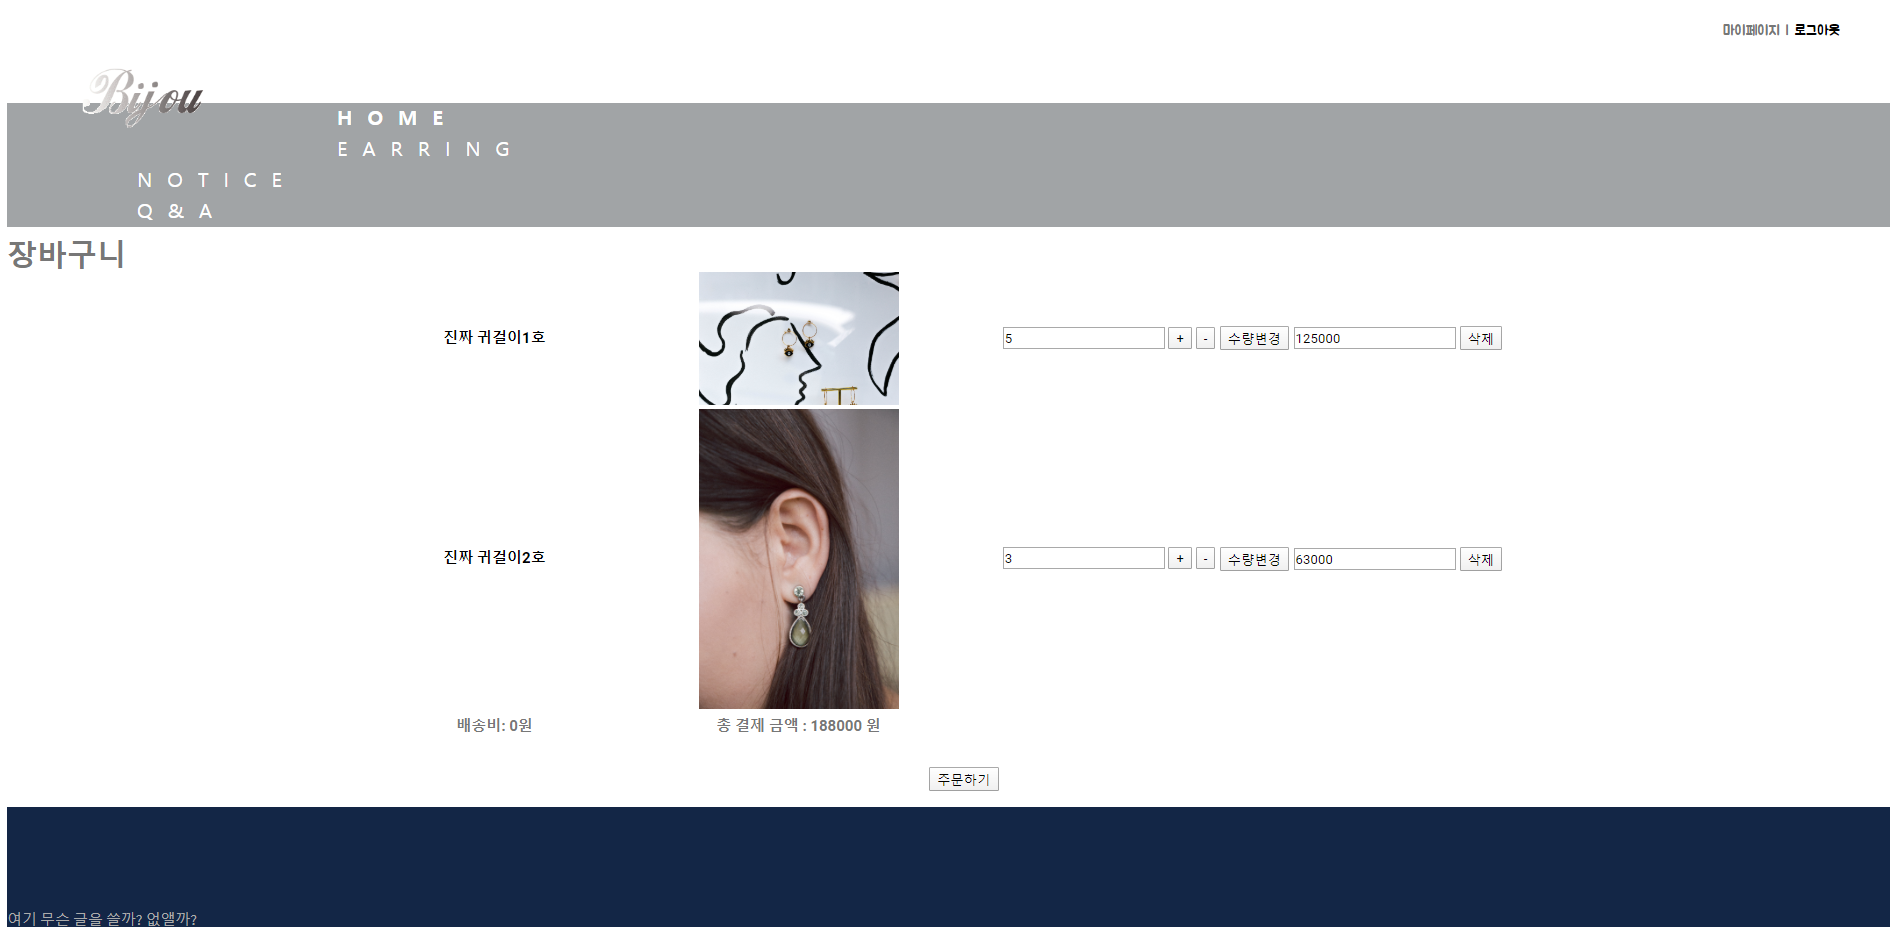 마이페이지 | 로그아웃
Bijou
HOME
EARRING
NOTICE
Q&A
장바구니
진짜 귀걸이1호 5 + - 수량변경 125000 삭제
진짜 귀걸이2호 3 + - 수량변경 63000 삭제
배송비: 0원 총 결제 금액 : 188000 원
주문하기
여기 무슨 글을 쓸까? 없앨까?